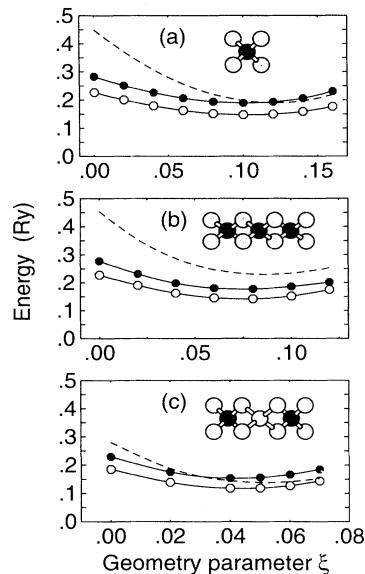 Energy (Ry)
(a)
.5
.4
.3
.2
.1
.0
.00 .05 .10 .15
(b)
.5
.4
.3
.2
.1
.0
.00 .05 .10
(c)
.5
.4
.3
.2
.1
.0
.00 .02 .04 .06 .08
Geometry parameter ξ